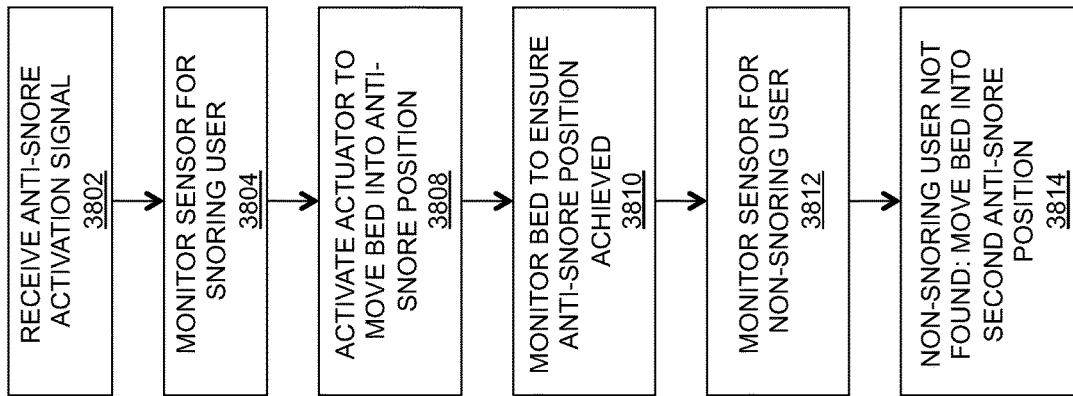 RECEIVE ANTI-SNORE
ACTIVATION SIGNAL
3802
MONITOR SENSOR FOR
SNORING USER
3804
ACTIVATE ACTUATOR TO
MOVE BED INTO ANTI-
SNORE POSITION
3808
MONITOR BED TO ENSURE
ANTI-SNORE POSITION
ACHIEVED
3810
MONITOR SENSOR FOR
NON-SNORING USER
3812
NON-SNORING USER NOT
FOUND: MOVE BED INTO
SECOND ANTI-SNORE
POSITION
3814